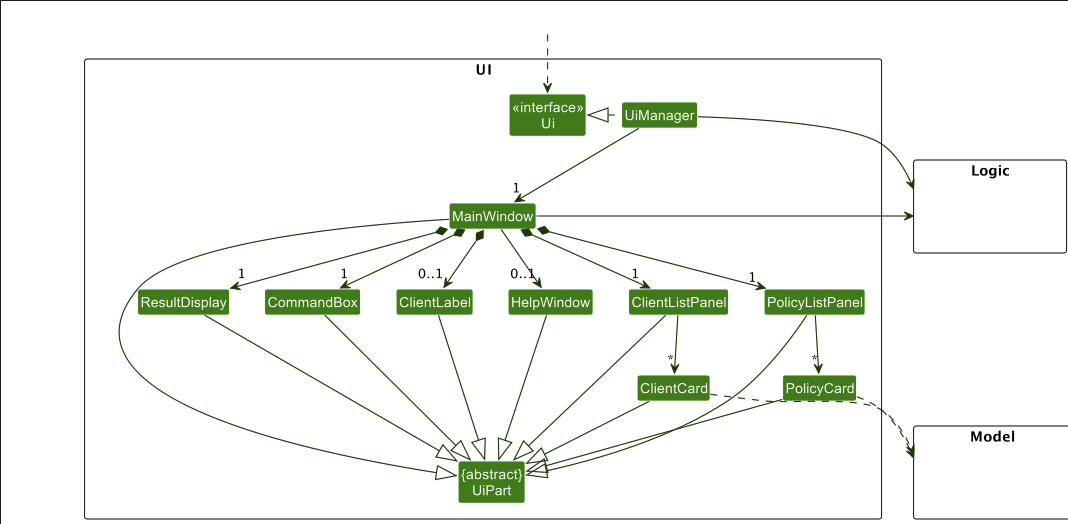 UI
«interface»
Ui
UiManager
Logic
1
MainWindow
1
1
0..1
0..1
1
1
ResultDisplay
CommandBox
ClientLabel
HelpWindow
ClientListPanel
PolicyListPanel
*
*
ClientCard
PolicyCard
Model
{abstract}
UiPart